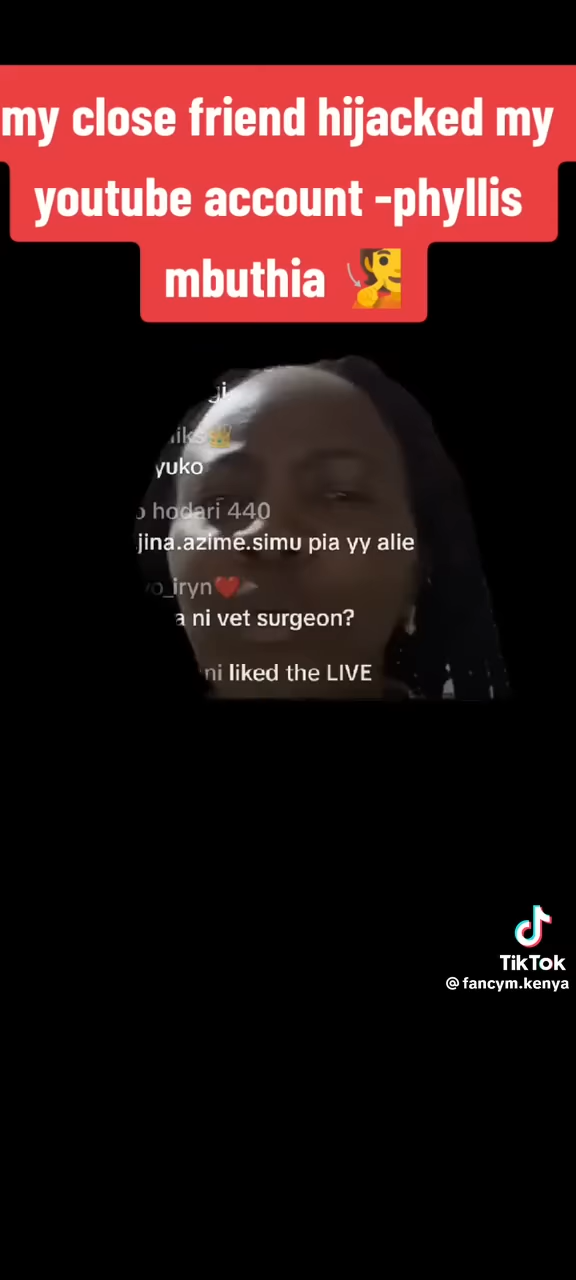 my close friend hijacked my
youtube account -phyllis
mbuthia 🧏
yuko
hodari 440
jina.azime.simu pia yy alie
iryn❤️
ni vet surgeon?
ni liked the LIVE
TikTok
@fancym.kenya